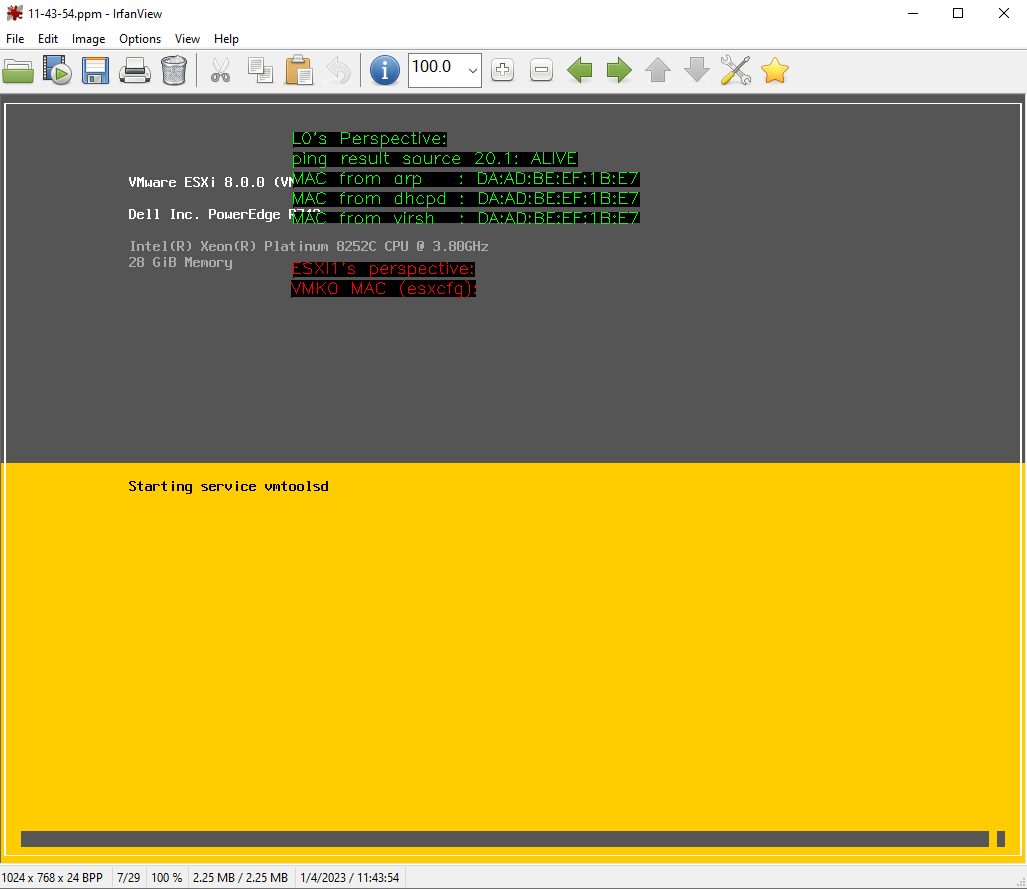 11-43-54.ppm - IrfanView
File Edit Image Options View Help
100.0
L0's Perspective:
ping result source 20.1: ALIVE
VMware ESXi 8.0.0 (VM
MAC from arp : DA:AD:BE:EF:1B:E7
MAC from dhcpd : DA:AD:BE:EF:1B:E7
Dell Inc. PowerEdge
MAC from virsh : DA:AD:BE:EF:1B:E7
Intel(R) Xeon(R) Platinum 8252C CPU @ 3.80GHz
28 GiB Memory
ESXI1's perspective:
VMK0 MAC (esxcfg):
Starting service vmtoolsd
1024 x 768 x 24 BPP 7/29 100 % 2.25 MB / 2.25 MB 1/4/2023 / 11:43:54